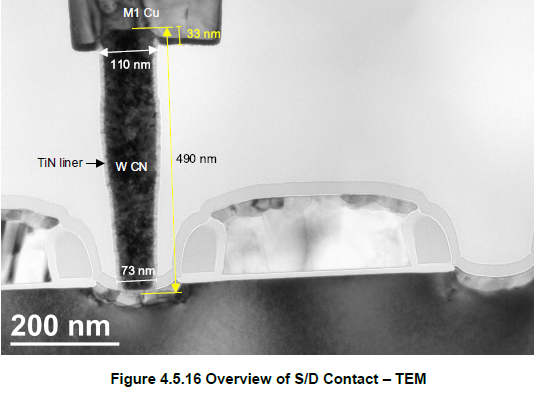 M1 Cu
33 nm
110 nm
TiN liner
W CN
490 nm
73 nm
200 nm
Figure 4.5.16 Overview of S/D Contact – TEM